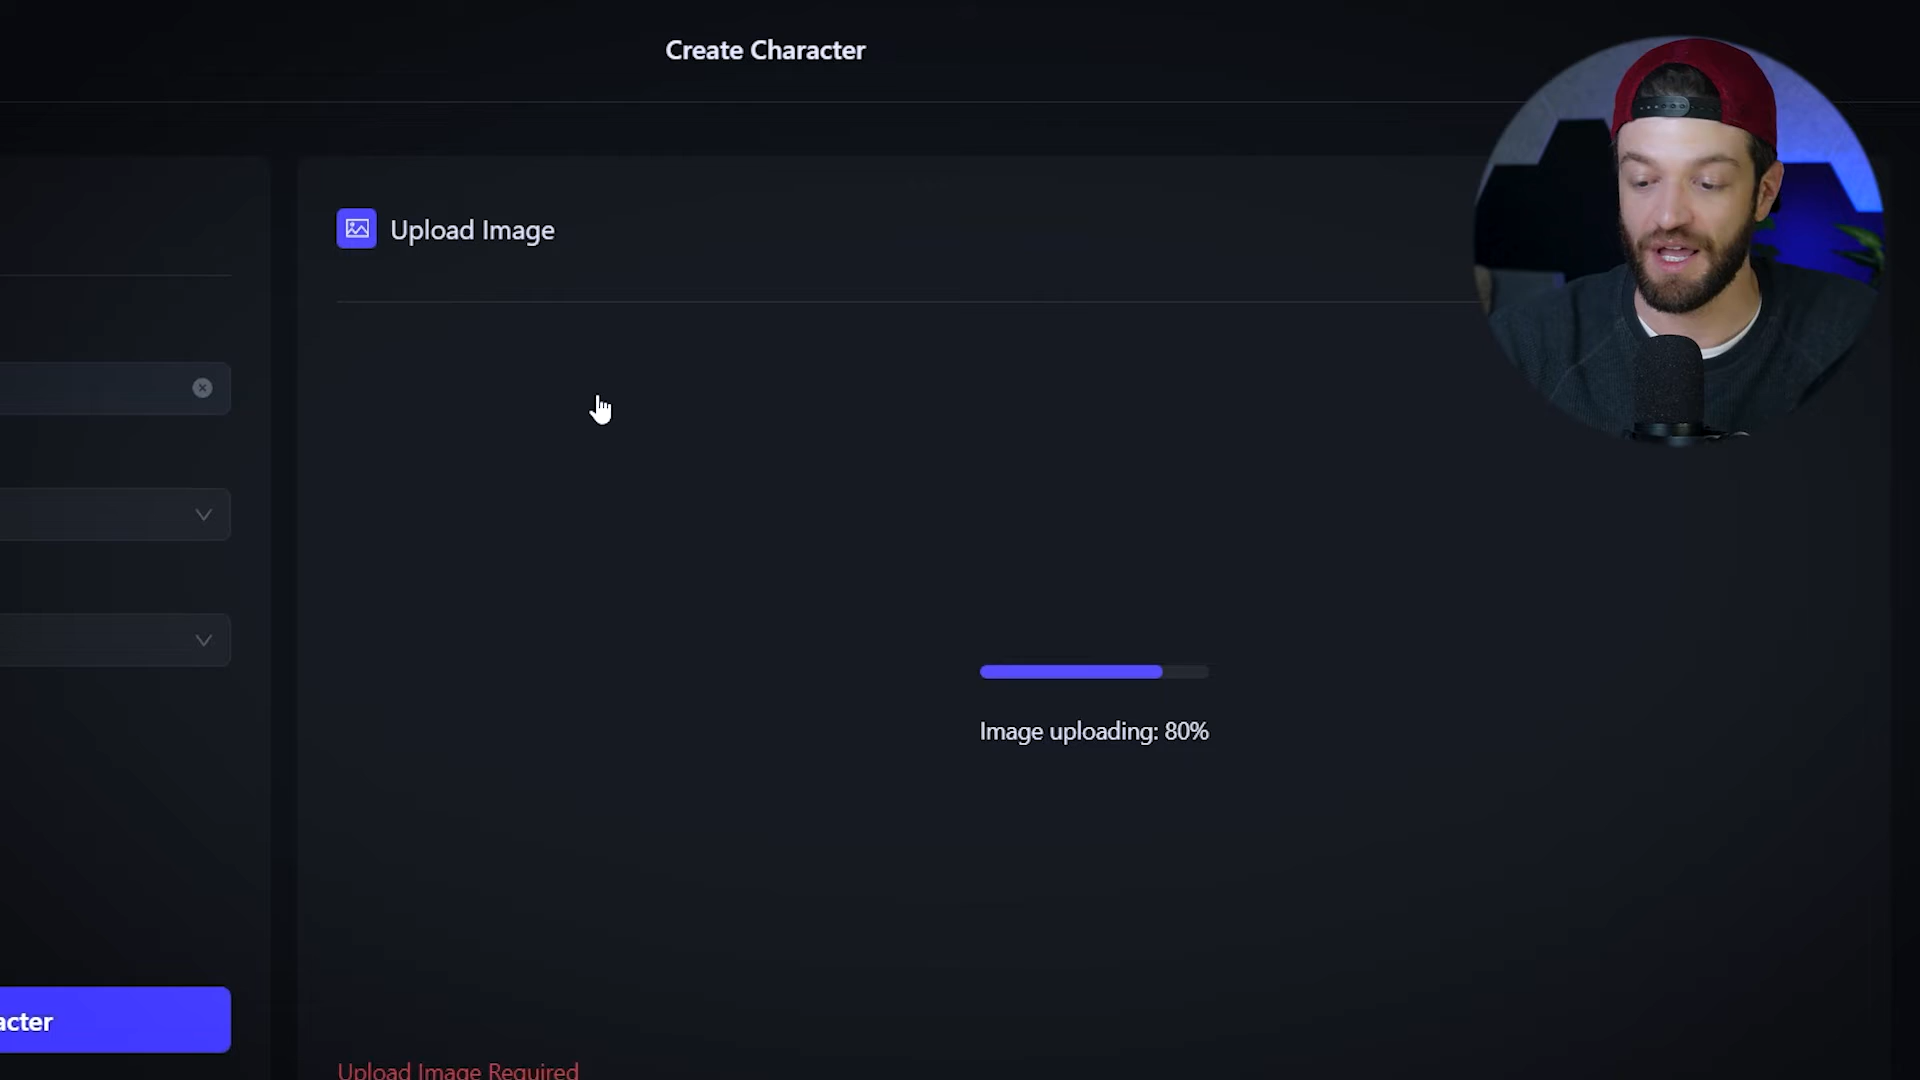 Create Character
Upload Image
Image uploading: 80%
acter
Upload Image Required